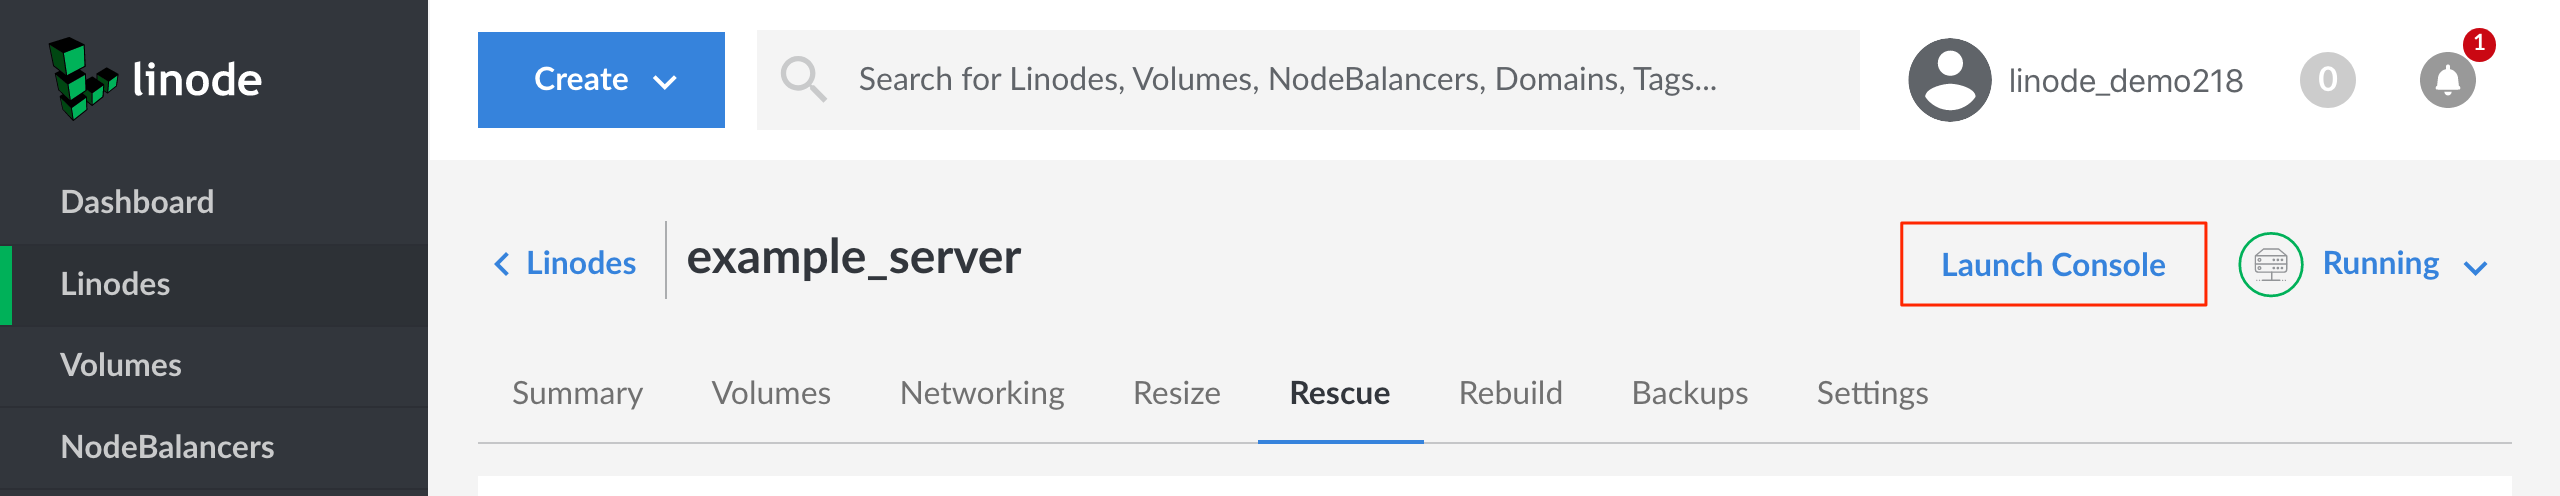 linode
Create
Search for Linodes, Volumes, NodeBalancers, Domains, Tags...
linode_demo218
0
1
Dashboard
Linodes
Volumes
NodeBalancers
Linodes
example_server
Launch Console
Running
Summary Volumes Networking Resize Rescue Rebuild Backups Settings